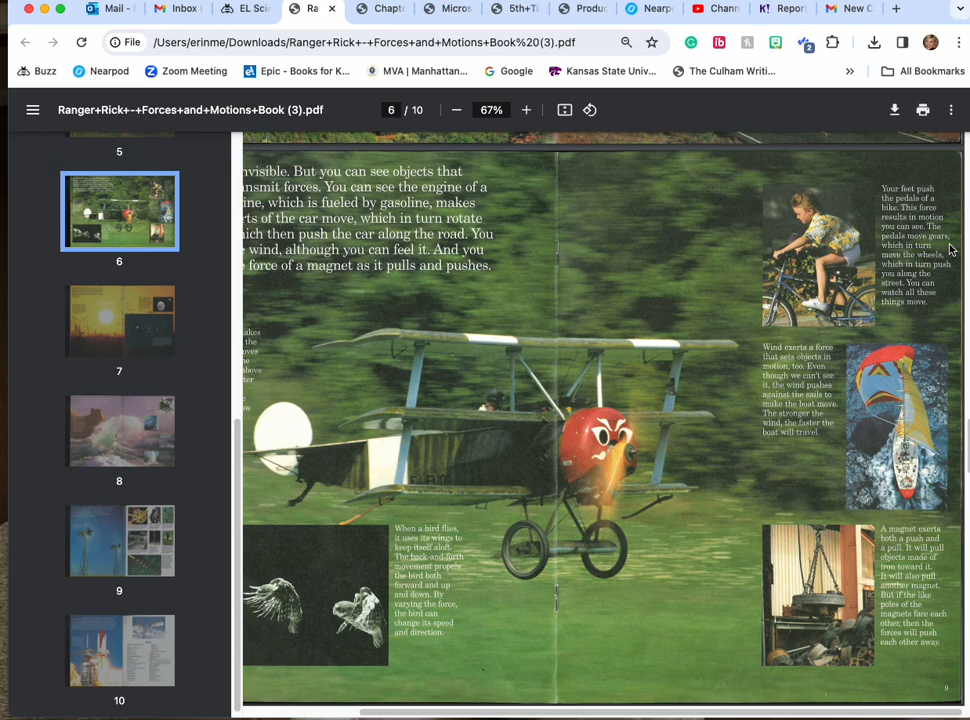 Mail -
Inbox (
EL Scie
Ra
Chapte
Micros
5th+Ti
Produc
Nearp
Chann
Report
New C
File
/Users/erinme/Downloads/Ranger+Rick+-+Forces+and+Motions+Book%20(3).pdf
2
Buzz
Nearpod
Zoom Meeting
Epic - Books for K...
MVA | Manhattan...
Google
Kansas State Univ...
The Culham Writi...
All Bookmarks
Ranger+Rick+-+Forces+and+Motions+Book (3).pdf
6 / 10
67%
5
6
7
8
9
10
nvisible. But you can see objects that
nsmit forces. You can see the engine of a
ine, which is fueled by gasoline, makes
rts of the car move, which in turn rotate
ich then push the car along the road. You
wind, although you can feel it. And you
force of a magnet as it pulls and pushes.
akes
the
oves
ne
above
ter
ow
When a bird flies,
it uses its wings to
keep itself aloft.
The back-and-forth
movement propels
the bird both
forward and up
and down. By
varying the force,
the bird can
change its speed
and direction.
Your feet push
the pedals of a
bike. This force
results in motion
you can see. The
pedals move gears,
which in turn
move the wheels,
which in turn push
you along the
street. You can
watch all these
things move.
Wind exerts a force
that sets objects in
motion, too. Even
though we can't see
it, the wind pushes
against the sails to
make the boat move.
The stronger the
wind, the faster the
boat will travel.
A magnet exerts
both a push and
a pull. It will pull
objects made of
iron toward it.
It will also pull
another magnet.
But if the like
poles of the
magnets face each
other, then the
forces will push
each other away.
9